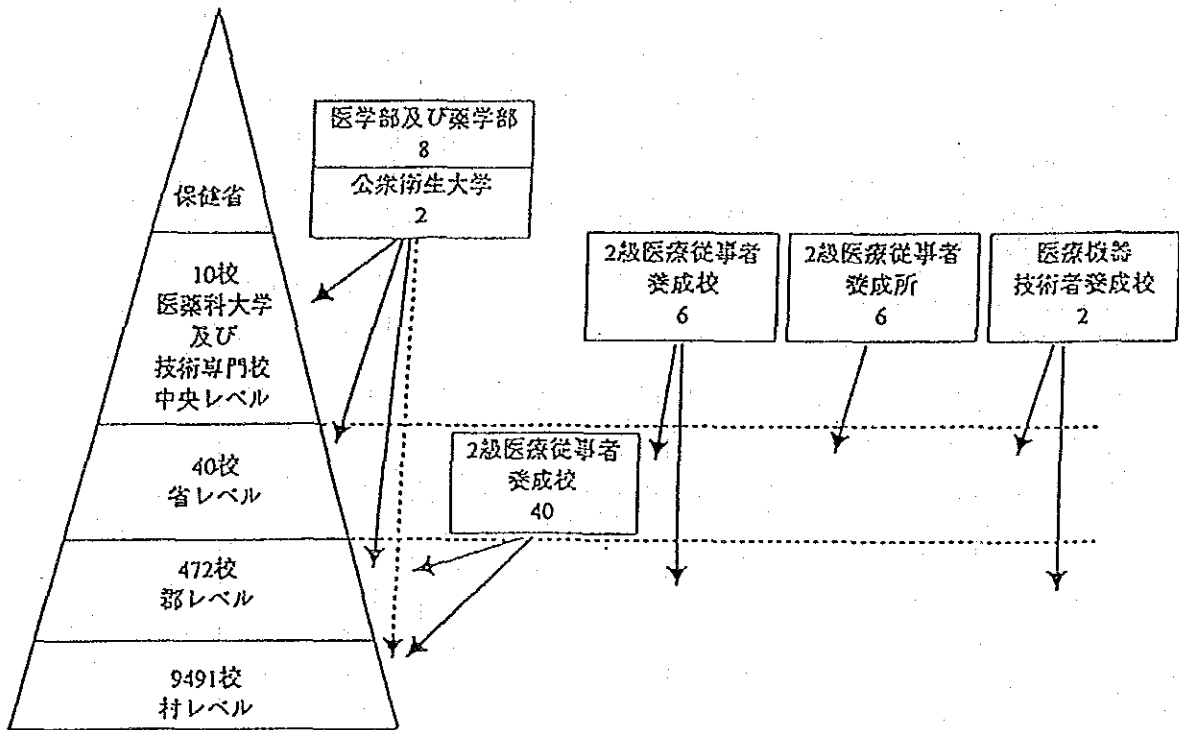 保健省
10校
医薬科大学
及び
技術専門校
中央レベル
40校
省レベル
472校
郡レベル
9491校
村レベル
医学部及び薬学部
8
公衆衛生大学
2
2級医療従事者
養成校
40
2級医療従事者
養成校
6
2級医療従事者
養成所
6
医療機器
技術者養成校
2